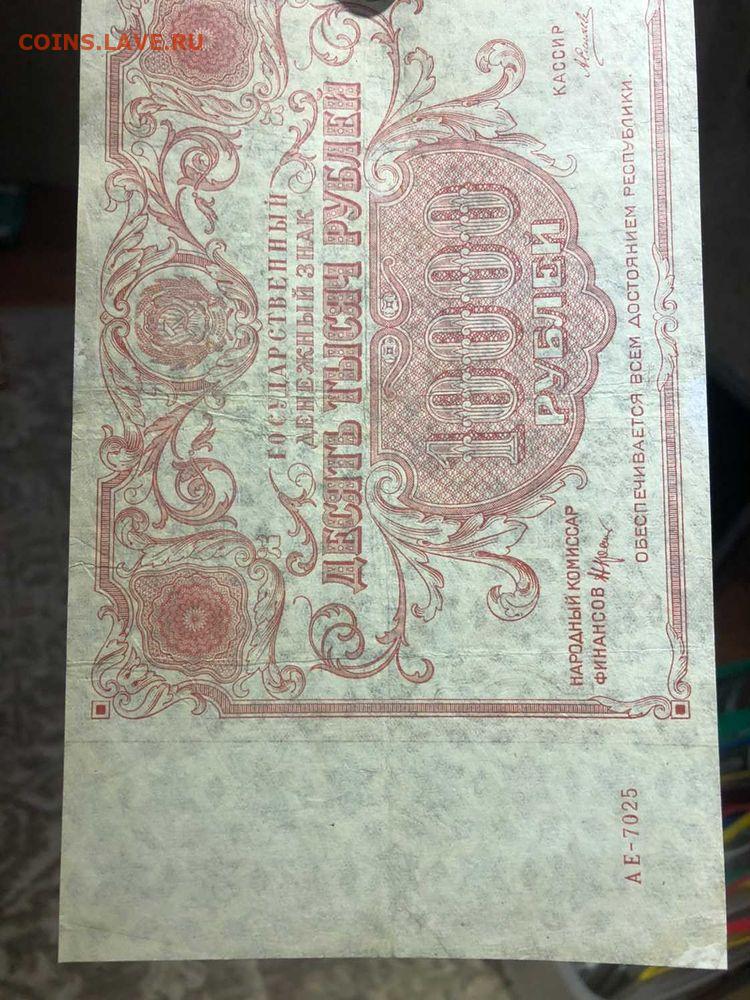 COINS.LAVE.RU
ГОСУДАРСТВЕННЫЙ
ДЕНЕЖНЫЙ ЗНАК
ДЕСЯТЬ ТЫСЯЧ РУБЛЕЙ
10000
РУБЛЕЙ
НАРОДНЫЙ КОМИССАР
ФИНАНСОВ
КАССИР
ОБЕСПЕЧИВАЕТСЯ ВСЕМ ДОСТОЯНИЕМ РЕСПУБЛИКИ.
АЕ-7025